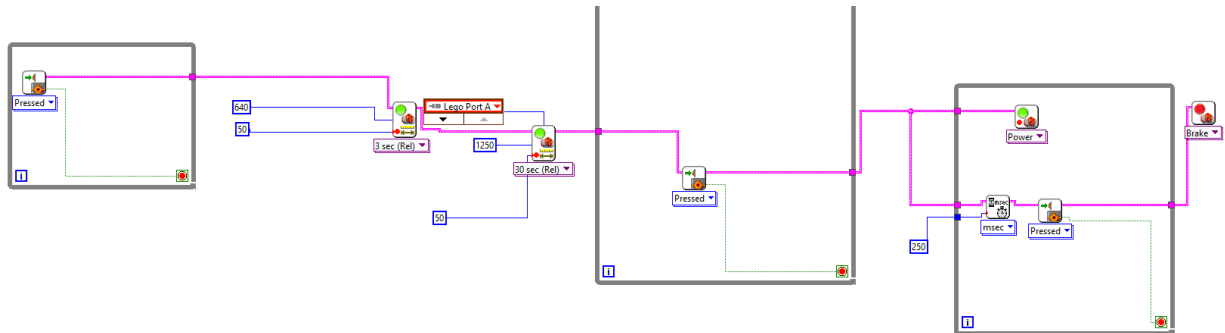 Pressed
i
640
50
3 sec (Rel)
Lego Port A
1250
30 sec (Rel)
50
Pressed
i
250
Power
msec
msec
Pressed
i
Brake